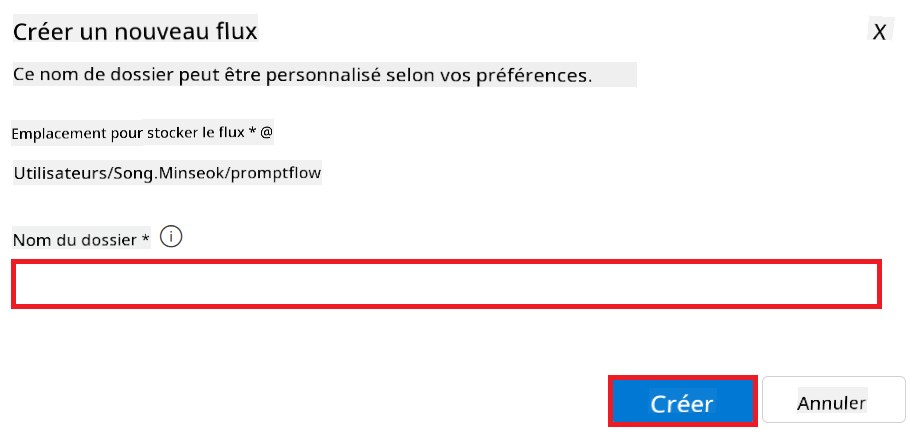 Créer un nouveau flux
X
Ce nom de dossier peut être personnalisé selon vos préférences.
Emplacement pour stocker le flux * @
Utilisateurs/Song.Minseok/promptflow
Nom du dossier * i
Créer
Annuler